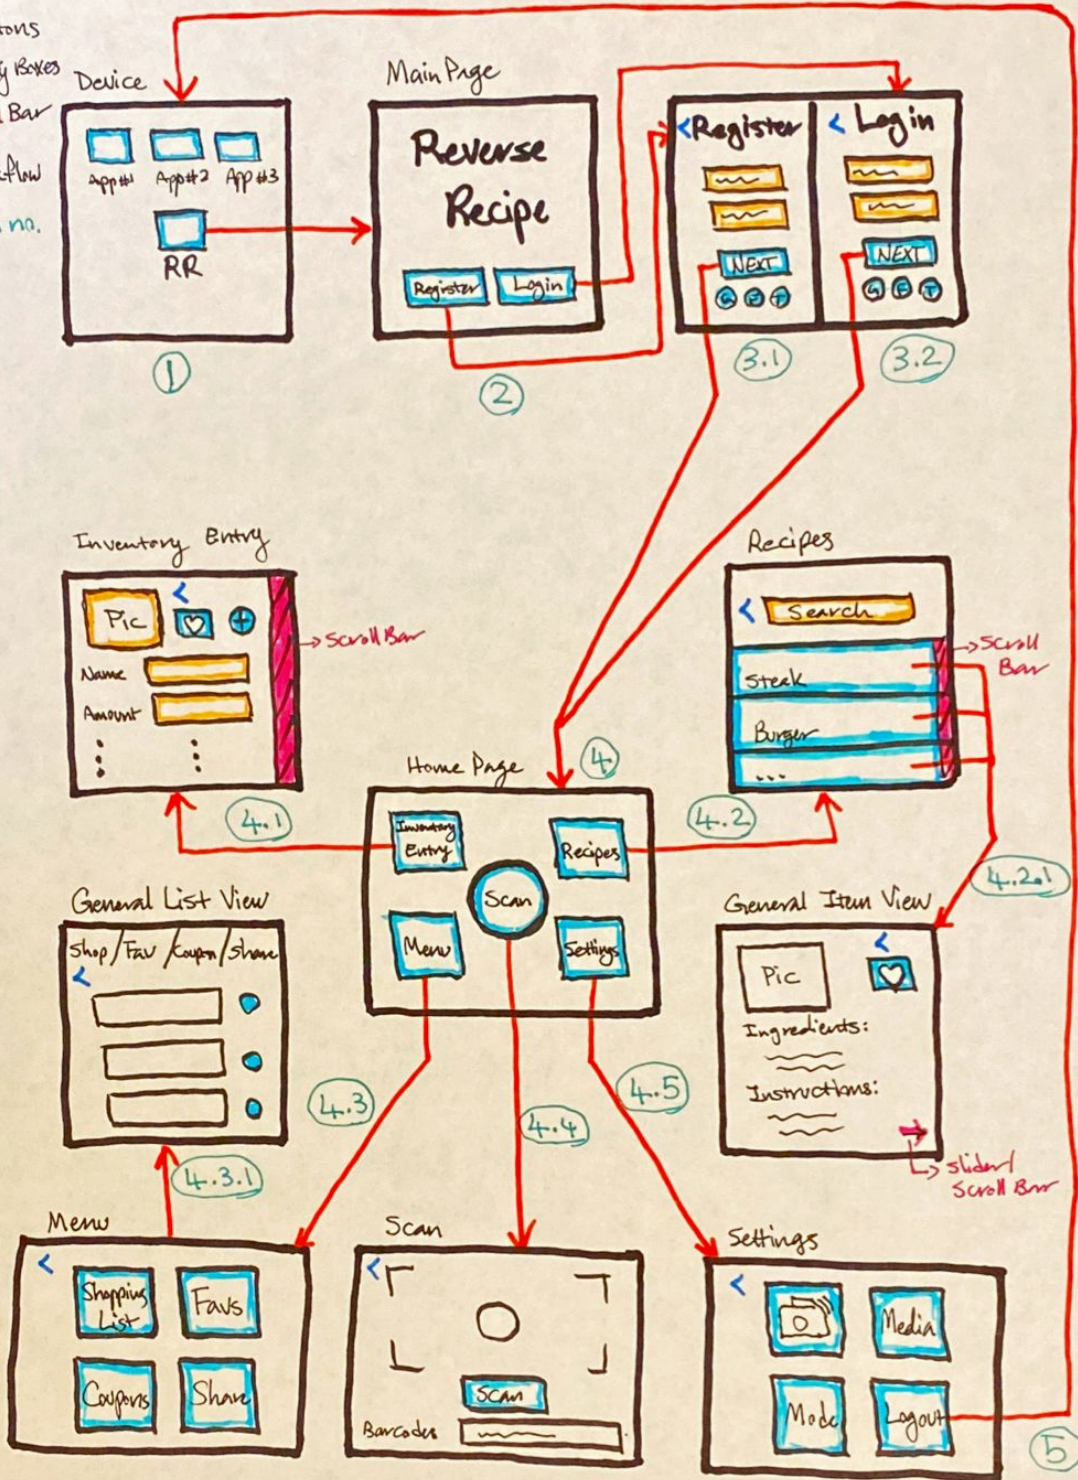 Device
App#1 App#2 App#3
RR
1
Main Page
Reverse
Recipe
Register Login
2
<Register
NEXT
G F T
3.1
< Login
NEXT
G F T
3.2
Inventory Entry
<
Pic
Name
Amount
Scroll Bar
4.1
Recipes
< Search
Steak
Burger
...
Scroll
Bar
4.2
Home Page
4
Inventory
Entry
Recipes
Scan
Menu
Settings
General List View
Shop/Fav/Coupon/Share
<
4.3.1
4.3
4.4
4.5
4.2.1
General Item View
<
Pic
Ingredients:
Instructions:
slider/
Scroll Bar
Menu
<
Shopping
List
Favs
Coupons
Share
Scan
<
Scan
Barcodes
Settings
<
Media
Mode
Logout
5
Bar
no.